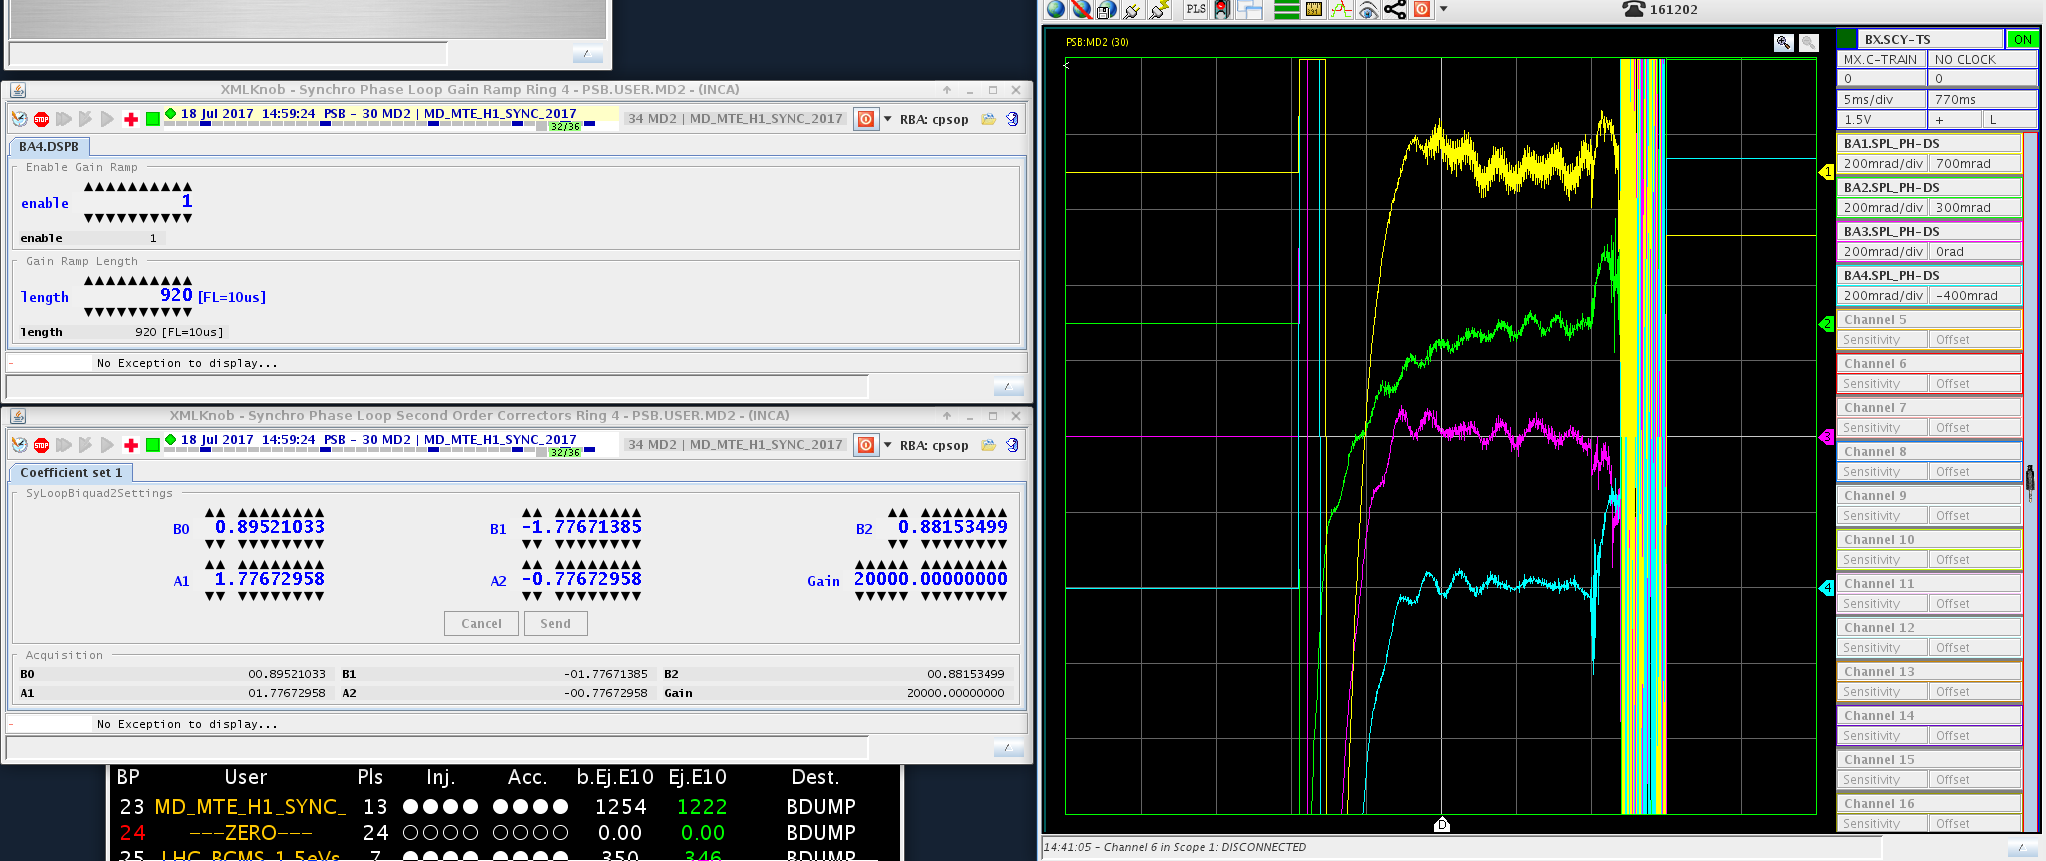 XMLKnob - Synchro Phase Loop Gain Ramp Ring 4 - PSB.USER.MD2 - (INCA)
STOP 18 Jul 2017 14:59:24 PSB - 30 MD2 | MD_MTE_H1_SYNC_2017 32/36 34 MD2 | MD_MTE_H1_SYNC_2017 RBA: cpsop
BA4.DSPB
Enable Gain Ramp
enable 1
enable 1
Gain Ramp Length
length 920 [FL=10us]
length 920 [FL=10us]
- No Exception to display...
XMLKnob - Synchro Phase Loop Second Order Correctors Ring 4 - PSB.USER.MD2 - (INCA)
STOP 18 Jul 2017 14:59:24 PSB - 30 MD2 | MD_MTE_H1_SYNC_2017 32/36 34 MD2 | MD_MTE_H1_SYNC_2017 RBA: cpsop
Coefficient set 1
SyLoopBiquad2Settings
B0 0.89521033 B1 -1.77671385 B2 0.88153499
A1 1.77672958 A2 -0.77672958 Gain 20000.00000000
Cancel Send
Acquisition
B0 00.89521033 B1 -01.77671385 B2 00.88153499
A1 01.77672958 A2 -00.77672958 Gain 20000.00000000
- No Exception to display...
BP User Pls Inj. Acc. b.Ej.E10 Ej.E10 Dest.
23 MD_MTE_H1_SYNC_ 13 1254 1222 BDUMP
24 ---ZERO--- 24 0.00 0.00 BDUMP
25 LHC_BCMS_1.5eVs 7 350 346 BDUMP
PLS 161202
PSB:MD2 (30)
<
1
2
3
4
D
BX.SCY-TS ON
MX.C-TRAIN NO CLOCK
0 0
5ms/div 770ms
1.5V + L
BA1.SPL_PH-DS
200mrad/div 700mrad
BA2.SPL_PH-DS
200mrad/div 300mrad
BA3.SPL_PH-DS
200mrad/div 0rad
BA4.SPL_PH-DS
200mrad/div -400mrad
Channel 5
Sensitivity Offset
Channel 6
Sensitivity Offset
Channel 7
Sensitivity Offset
Channel 8
Sensitivity Offset
Channel 9
Sensitivity Offset
Channel 10
Sensitivity Offset
Channel 11
Sensitivity Offset
Channel 12
Sensitivity Offset
Channel 13
Sensitivity Offset
Channel 14
Sensitivity Offset
Channel 15
Sensitivity Offset
Channel 16
Sensitivity Offset
14:41:05 - Channel 6 in Scope 1: DISCONNECTED